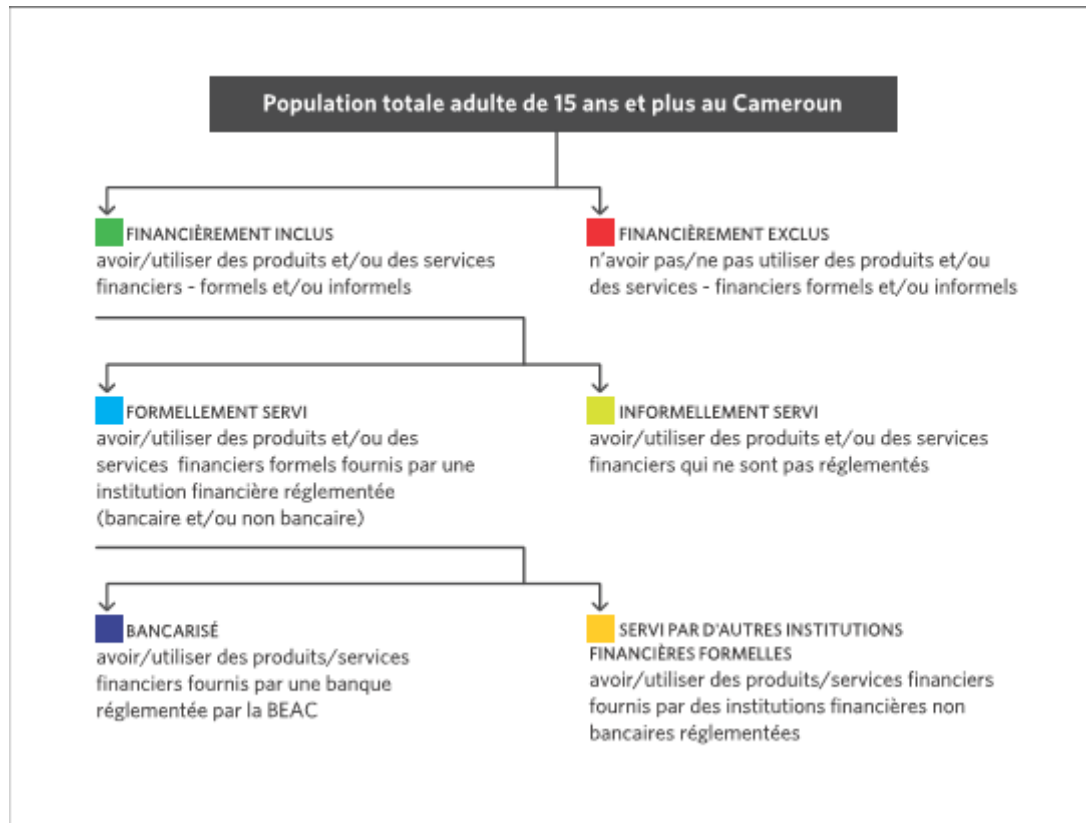 Population totale adulte de 15 ans et plus au Cameroun
FINANCIÈREMENT INCLUS
avoir/utiliser des produits et/ou des services
financiers - formels et/ou informels
FINANCIÈREMENT EXCLUS
n'avoir pas/ne pas utiliser des produits et/ou
des services - financiers formels et/ou informels
FORMELLEMENT SERVI
avoir/utiliser des produits et/ou des
services financiers formels fournis par une
institution financière réglementée
(bancaire et/ou non bancaire)
INFORMELLEMENT SERVI
avoir/utiliser des produits et/ou des services
financiers qui ne sont pas réglementés
BANCARISÉ
avoir/utiliser des produits/services
financiers fournis par une banque
réglementée par la BEAC
SERVI PAR D'AUTRES INSTITUTIONS
FINANCIÈRES FORMELLES
avoir/utiliser des produits/services financiers
fournis par des institutions financières non
bancaires réglementées